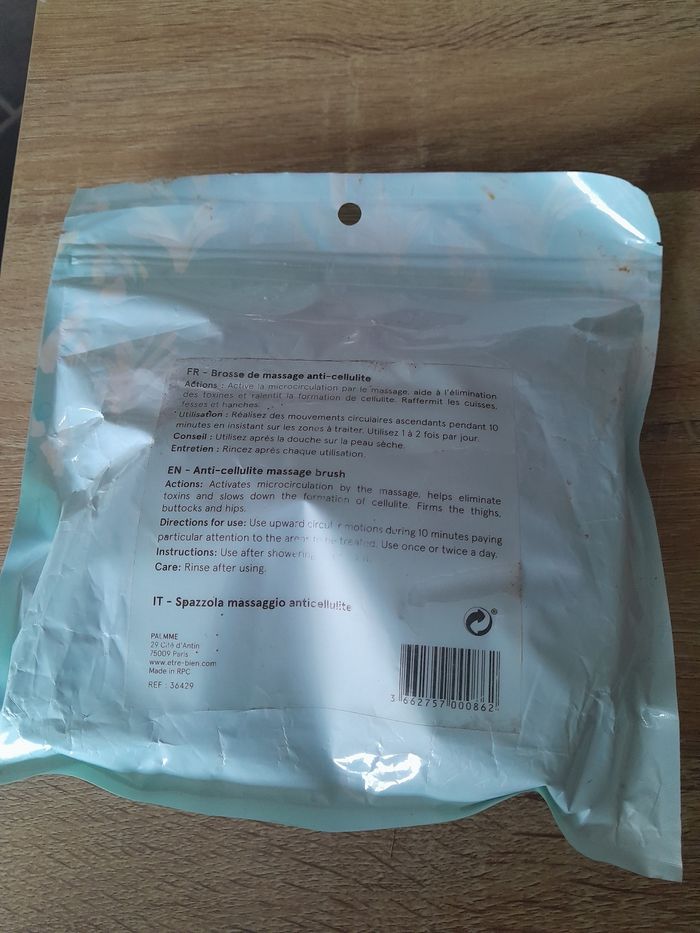 FR - Brosse de massage anti-cellulite
Actions : Active la microcirculation par le massage, aide à l'élimination
des toxines et ralentit la formation de cellulite. Raffermit les cuisses,
fesses et hanches.
Utilisation : Réalisez des mouvements circulaires ascendants pendant 10
minutes en insistant sur les zones à traiter. Utilisez 1 à 2 fois par jour.
Conseil : Utilisez après la douche sur la peau sèche.
Entretien : Rincez après chaque utilisation.
EN - Anti-cellulite massage brush
Actions: Activates microcirculation by the massage, helps eliminate
toxins and slows down the formation of cellulite. Firms the thighs,
buttocks and hips.
Directions for use: Use upward circular motions during 10 minutes paying
particular attention to the areas to be treated. Use once or twice a day.
Instructions: Use after showering
Care: Rinse after using.
IT - Spazzola massaggio anticellulite
PALMME
29 Cité d'Antin
75009 Paris
www.etre-bien.com
Made in RPC
REF : 36429
3 662757 000862